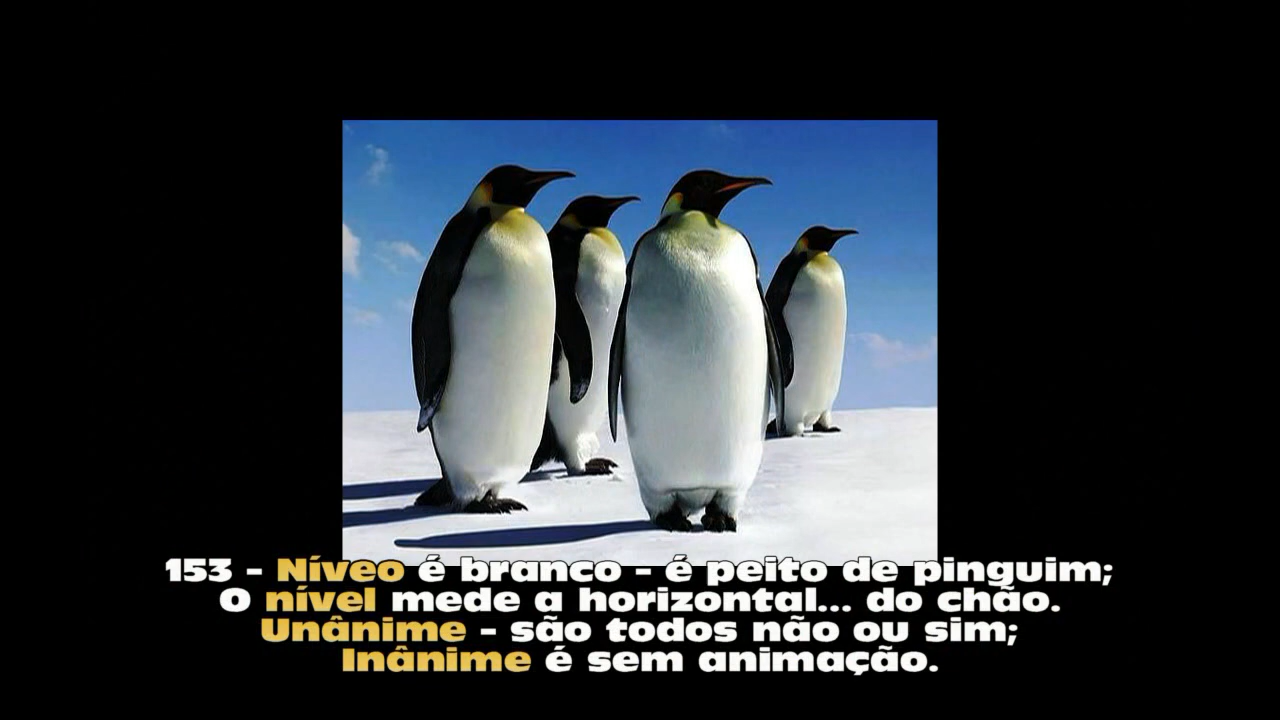 153 - Níveo é branco - é peito de pinguim;
O nível mede a horizontal... do chão.
Unânime - são todos não ou sim;
Inânime é sem animação.